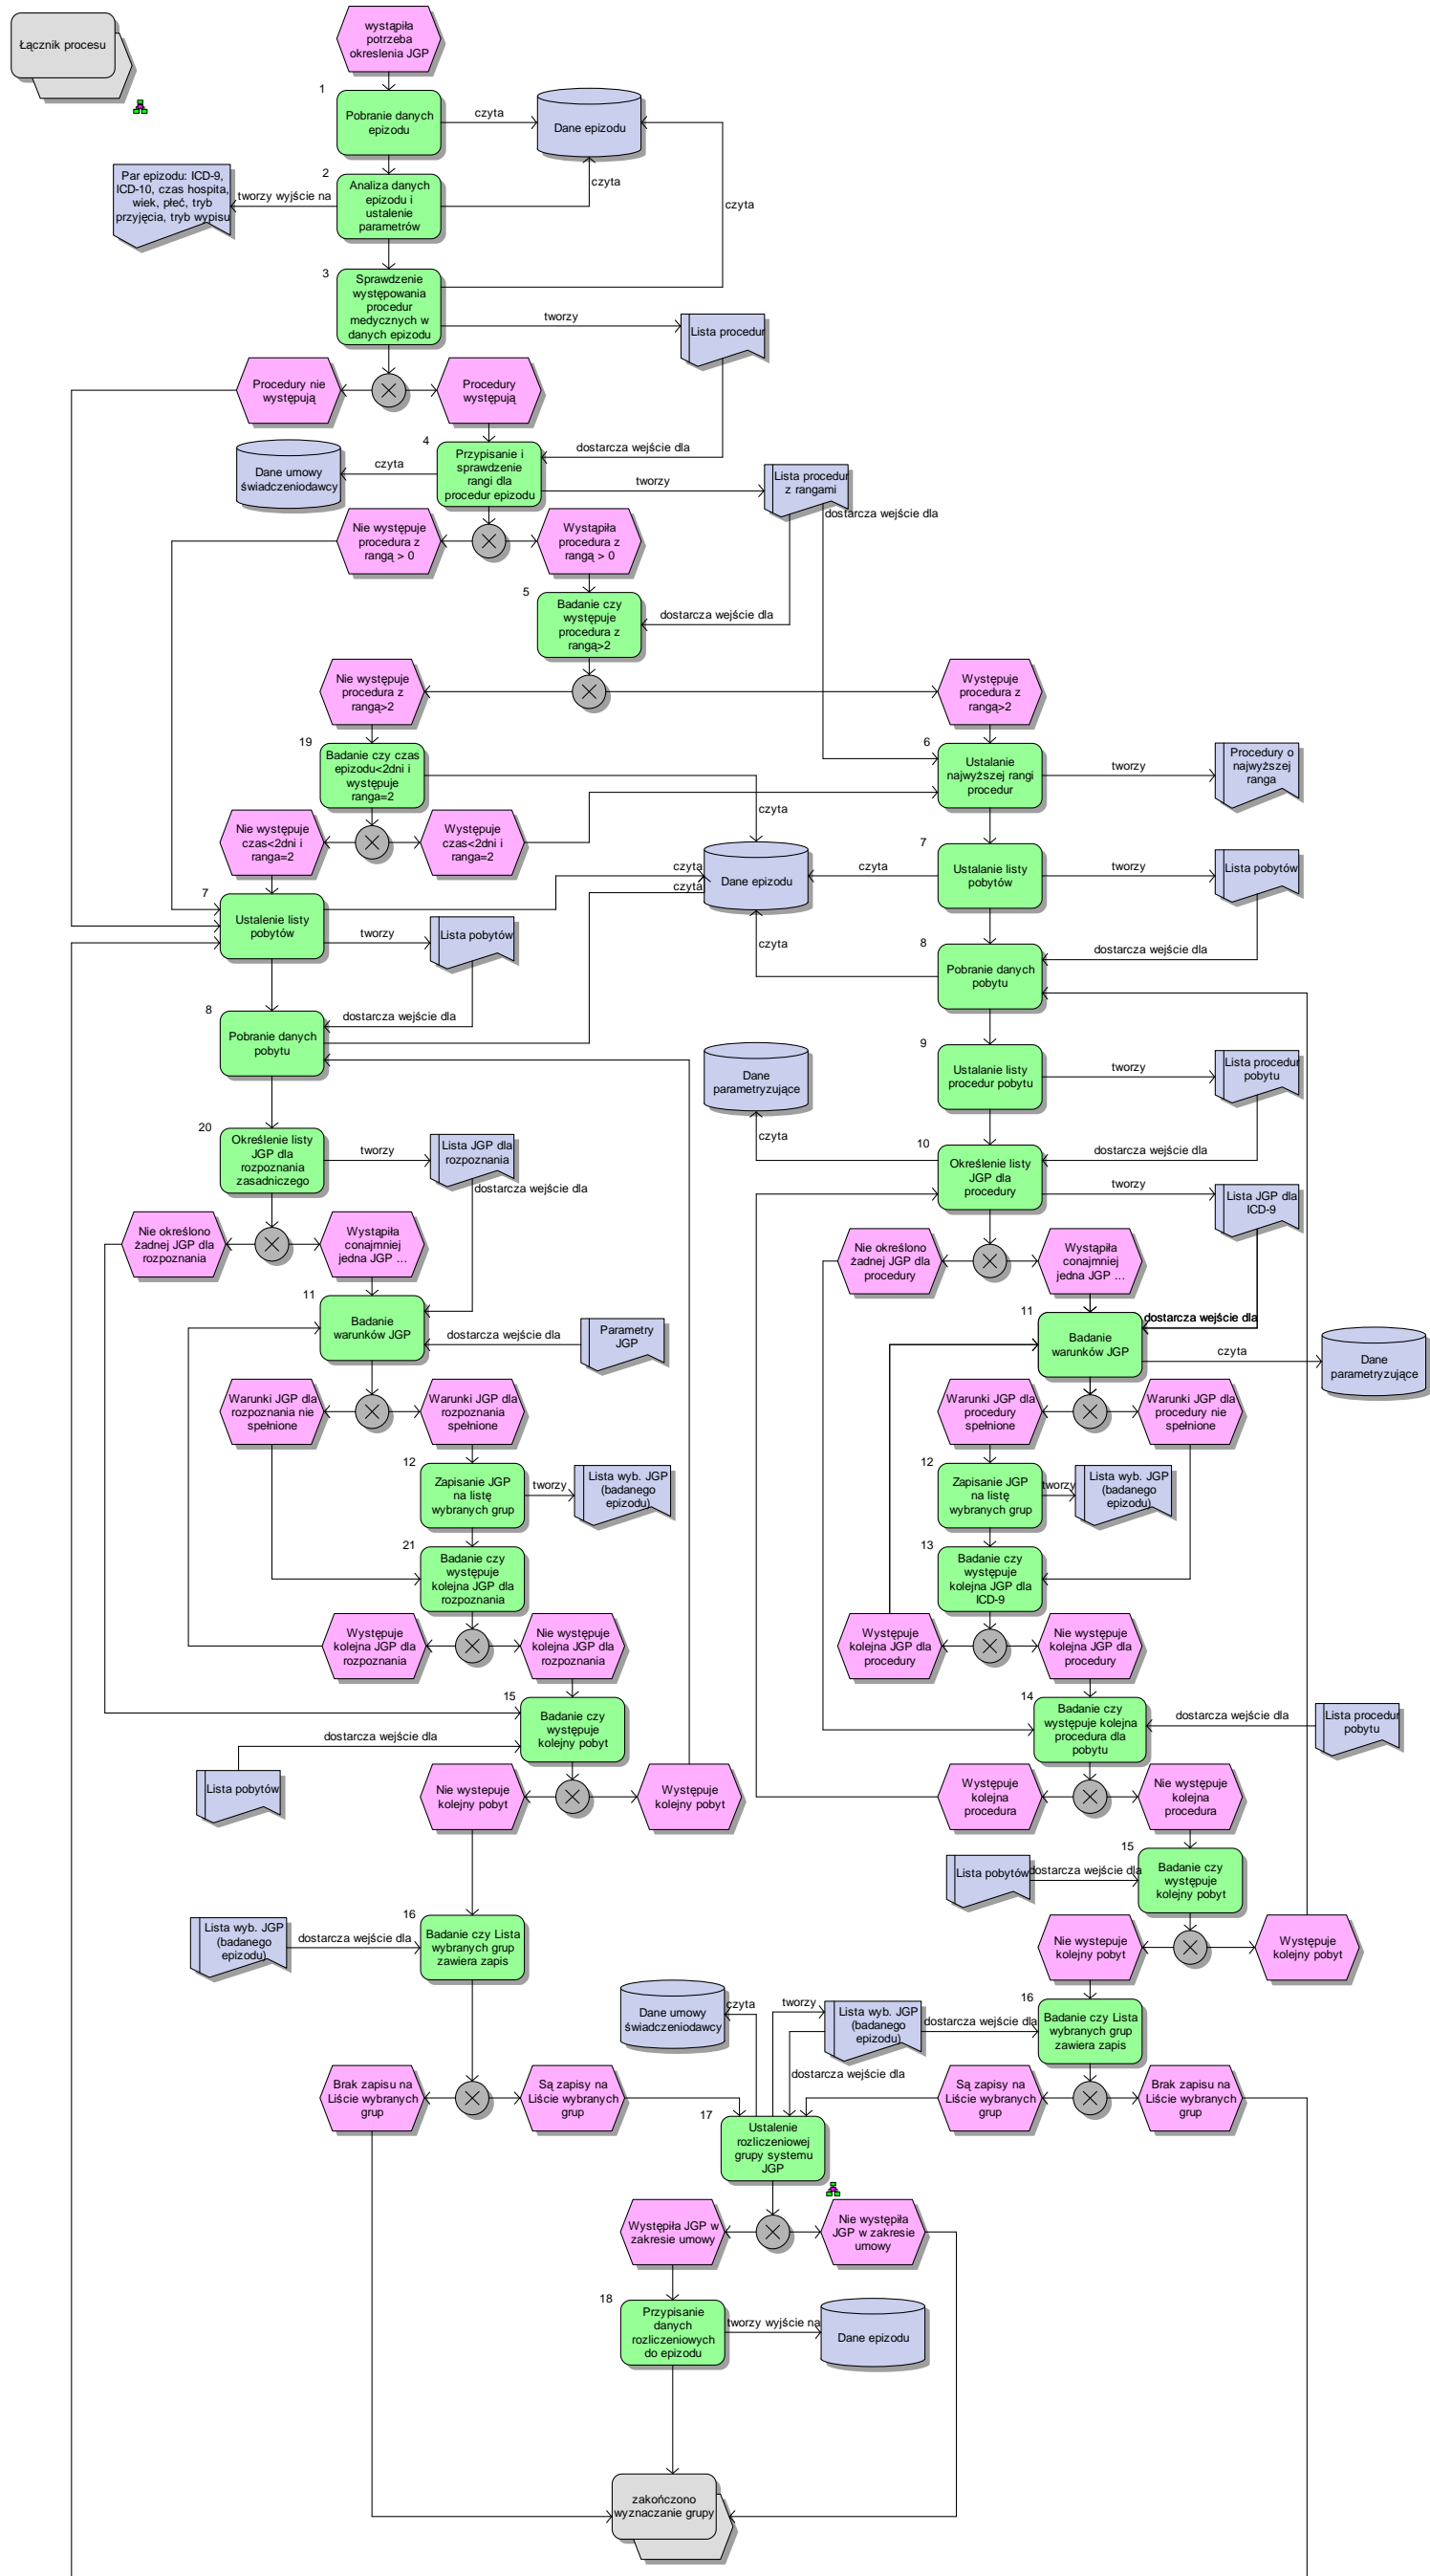 Łącznik procesu
wystąpiła
potrzeba
okreslenia JGP
1
Pobranie danych
epizodu
czyta
Dane epizodu
Par epizodu: ICD-9,
ICD-10, czas hospita,
wiek, płeć, tryb
przyjęcia, tryb wypisu
tworzy wyjście na
2
Analiza danych
epizodu i
ustalenie
parametrów
czyta
czyta
3
Sprawdzenie
występowania
procedur
medycznych w
danych epizodu
tworzy
Lista procedur
Procedury nie
występują
Procedury
występują
4
Przypisanie i
sprawdzenie
rangi dla
procedur epizodu
dostarcza wejście dla
czyta
Dane umowy
świadczeniodawcy
tworzy
Lista procedur
z rangami
dostarcza wejście dla
Nie występuje
procedura z
rangą > 0
Wystąpiła
procedura z
rangą > 0
5
Badanie czy
występuje
procedura z
rangą>2
dostarcza wejście dla
Nie występuje
procedura z
rangą>2
Występuje
procedura z
rangą>2
19
Badanie czy czas
epizodu<2dni i
występuje
ranga=2
czyta
6
Ustalanie
najwyższej rangi
procedur
tworzy
Procedury o
najwyższej
ranga
Nie występuje
czas<2dni i
ranga=2
Występuje
czas<2dni i
ranga=2
Dane epizodu
czyta
czyta
czyta
7
Ustalanie listy
pobytów
tworzy
Lista pobytów
7
Ustalenie listy
pobytów
tworzy
Lista pobytów
czyta
8
Pobranie danych
pobytu
dostarcza wejście dla
8
Pobranie danych
pobytu
dostarcza wejście dla
Dane
parametryzujące
czyta
9
Ustalanie listy
procedur pobytu
tworzy
Lista procedur
pobytu
20
Określenie listy
JGP dla
rozpoznania
zasadniczego
tworzy
Lista JGP dla
rozpoznania
dostarcza wejście dla
10
Określenie listy
JGP dla
procedury
dostarcza wejście dla
tworzy
Lista JGP dla
ICD-9
Nie określono
żadnej JGP dla
rozpoznania
Wystąpiła
conajmniej
jedna JGP ...
Nie określono
żadnej JGP dla
procedury
Wystąpiła
conajmniej
jedna JGP ...
11
Badanie
warunków JGP
dostarcza wejście dla
Parametry
JGP
11
Badanie
warunków JGP
dostarcza wejście dla
czyta
Dane
parametryzujące
Warunki JGP dla
rozpoznania nie
spełnione
Warunki JGP dla
rozpoznania
spełnione
Warunki JGP dla
procedury
spełnione
Warunki JGP dla
procedury nie
spełnione
12
Zapisanie JGP
na listę
wybranych grup
tworzy
Lista wyb. JGP
(badanego
epizodu)
12
Zapisanie JGP
na listę
wybranych grup
tworzy
Lista wyb. JGP
(badanego
epizodu)
21
Badanie czy
występuje
kolejna JGP dla
rozpoznania
13
Badanie czy
występuje
kolejna JGP dla
ICD-9
Występuje
kolejna JGP dla
rozpoznania
Nie występuje
kolejna JGP dla
rozpoznania
Występuje
kolejna JGP dla
procedury
Nie występuje
kolejna JGP dla
procedury
15
Badanie czy
występuje
kolejny pobyt
dostarcza wejście dla
Lista pobytów
14
Badanie czy
występuje kolejna
procedura dla
pobytu
dostarcza wejście dla
Lista procedur
pobytu
Nie wystepuje
kolejny pobyt
Występuje
kolejny pobyt
Występuje
kolejna
procedura
Nie występuje
kolejna
procedura
15
Badanie czy
występuje
kolejny pobyt
Lista pobytów
dostarcza wejście dla
16
Badanie czy Lista
wybranych grup
zawiera zapis
Lista wyb. JGP
(badanego
epizodu)
dostarcza wejście dla
Nie wystepuje
kolejny pobyt
Występuje
kolejny pobyt
Dane umowy
świadczeniodawcy
czyta
tworzy
Lista wyb. JGP
(badanego
epizodu)
dostarcza wejście dla
16
Badanie czy Lista
wybranych grup
zawiera zapis
dostarcza wejście dla
Brak zapisu na
Liście wybranych
grup
Są zapisy na
Liście wybranych
grup
Są zapisy na
Liście wybranych
grup
Brak zapisu na
Liście wybranych
grup
17
Ustalenie
rozliczeniowej
grupy systemu
JGP
Wystąpiła JGP w
zakresie umowy
Nie wystąpiła
JGP w zakresie
umowy
18
Przypisanie
danych
rozliczeniowych
do epizodu
tworzy wyjście na
Dane epizodu
zakończono
wyznaczanie grupy